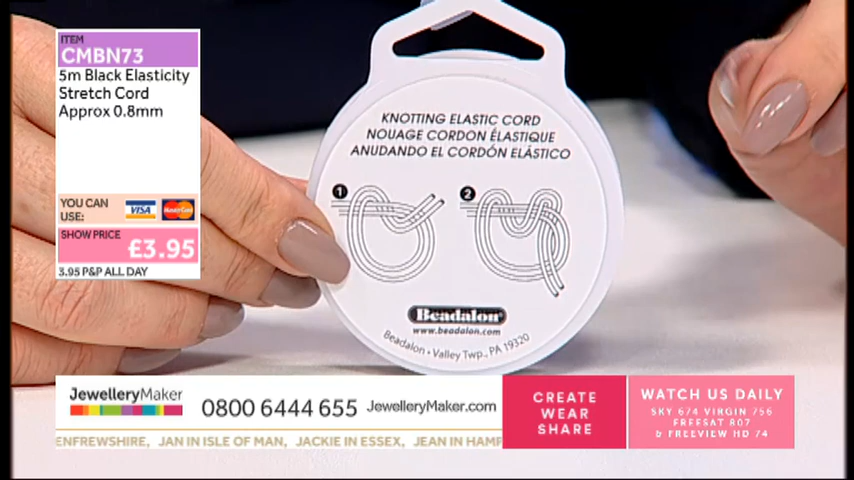 ITEM
CMBN73
5m Black Elasticity
Stretch Cord
Approx 0.8mm
YOU CAN
USE:
VISA
MasterCard
SHOW PRICE
£3.95
3.95 P&P ALL DAY
KNOTTING ELASTIC CORD
NOUAGE CORDON ÉLASTIQUE
ANUDANDO EL CORDÓN ELÁSTICO
1
2
Beadalon
www.beadalon.com
Beadalon • Valley Twp., PA 19320
JewelleryMaker
0800 6444 655
JewelleryMaker.com
CREATE
WEAR
SHARE
WATCH US DAILY
SKY 674 VIRGIN 756
FREESAT 807
& FREEVIEW HD 74
ENFREWSHIRE, JAN IN ISLE OF MAN, JACKIE IN ESSEX, JEAN IN HAMP